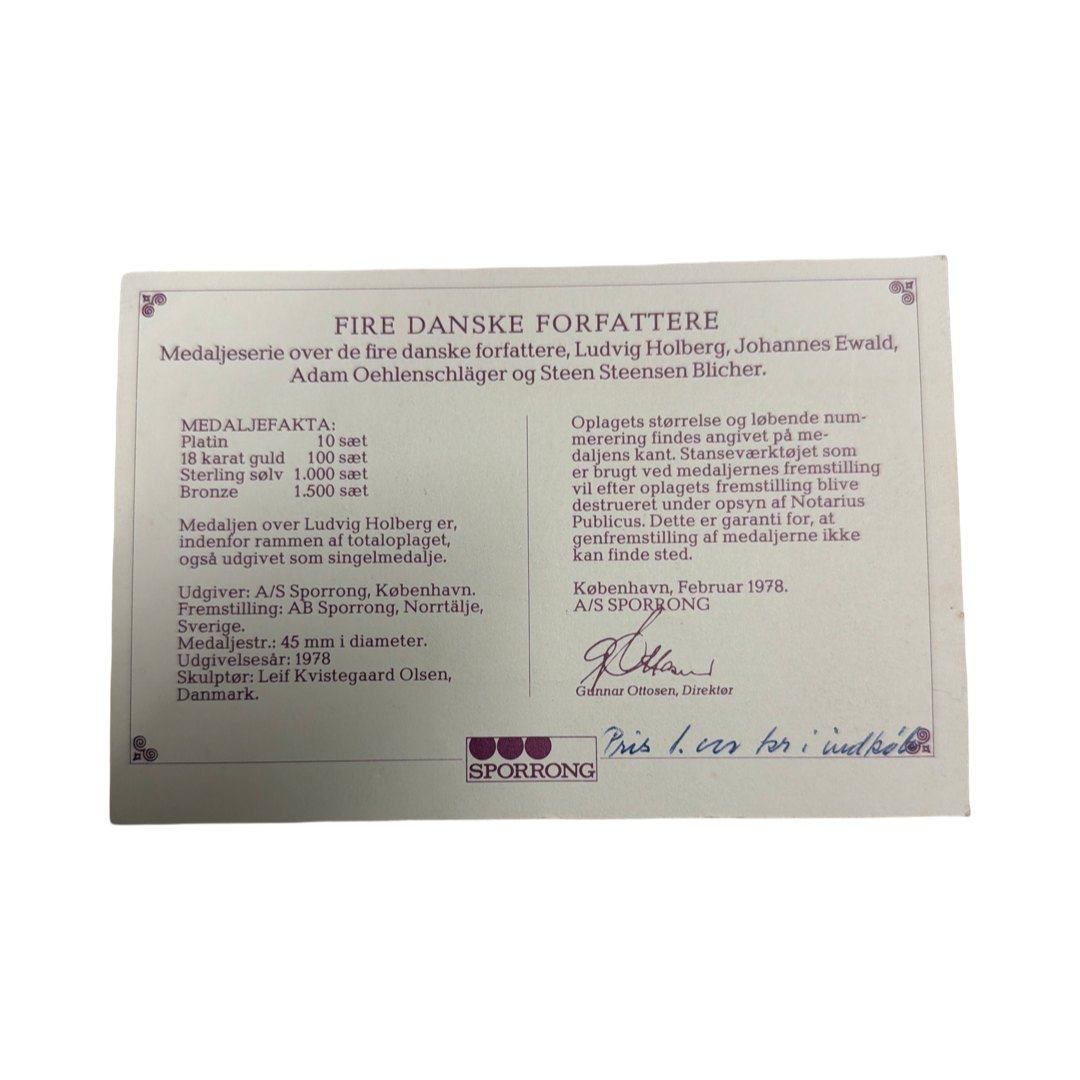 FIRE DANSKE FORFATTERE
Medaljeserie over de fire danske forfattere, Ludvig Holberg, Johannes Ewald,
Adam Oehlenschläger og Steen Steensen Blicher.
MEDALJEFAKTA:
Platin 10 sæt
18 karat guld 100 sæt
Sterling sølv 1.000 sæt
Bronze 1.500 sæt
Medaljen over Ludvig Holberg er,
indenfor rammen af totaloplaget,
også udgivet som singelmedalje.
Udgiver: A/S Sporrong, København.
Fremstilling: AB Sporrong, Norrtälje,
Sverige.
Medaljestr.: 45 mm i diameter.
Udgivelsesår: 1978
Skulptør: Leif Kvistegaard Olsen,
Danmark.
Oplagets størrelse og løbende num-
merering findes angivet på me-
daljens kant. Stanseværktøjet som
er brugt ved medaljernes fremstilling
vil efter oplagets fremstilling blive
destrueret under opsyn af Notarius
Publicus. Dette er garanti for, at
genfremstilling af medaljerne ikke
kan finde sted.
København, Februar 1978.
A/S SPORRONG
Gunnar Ottosen, Direktør
SPORRONG
Pris kr i indkøb